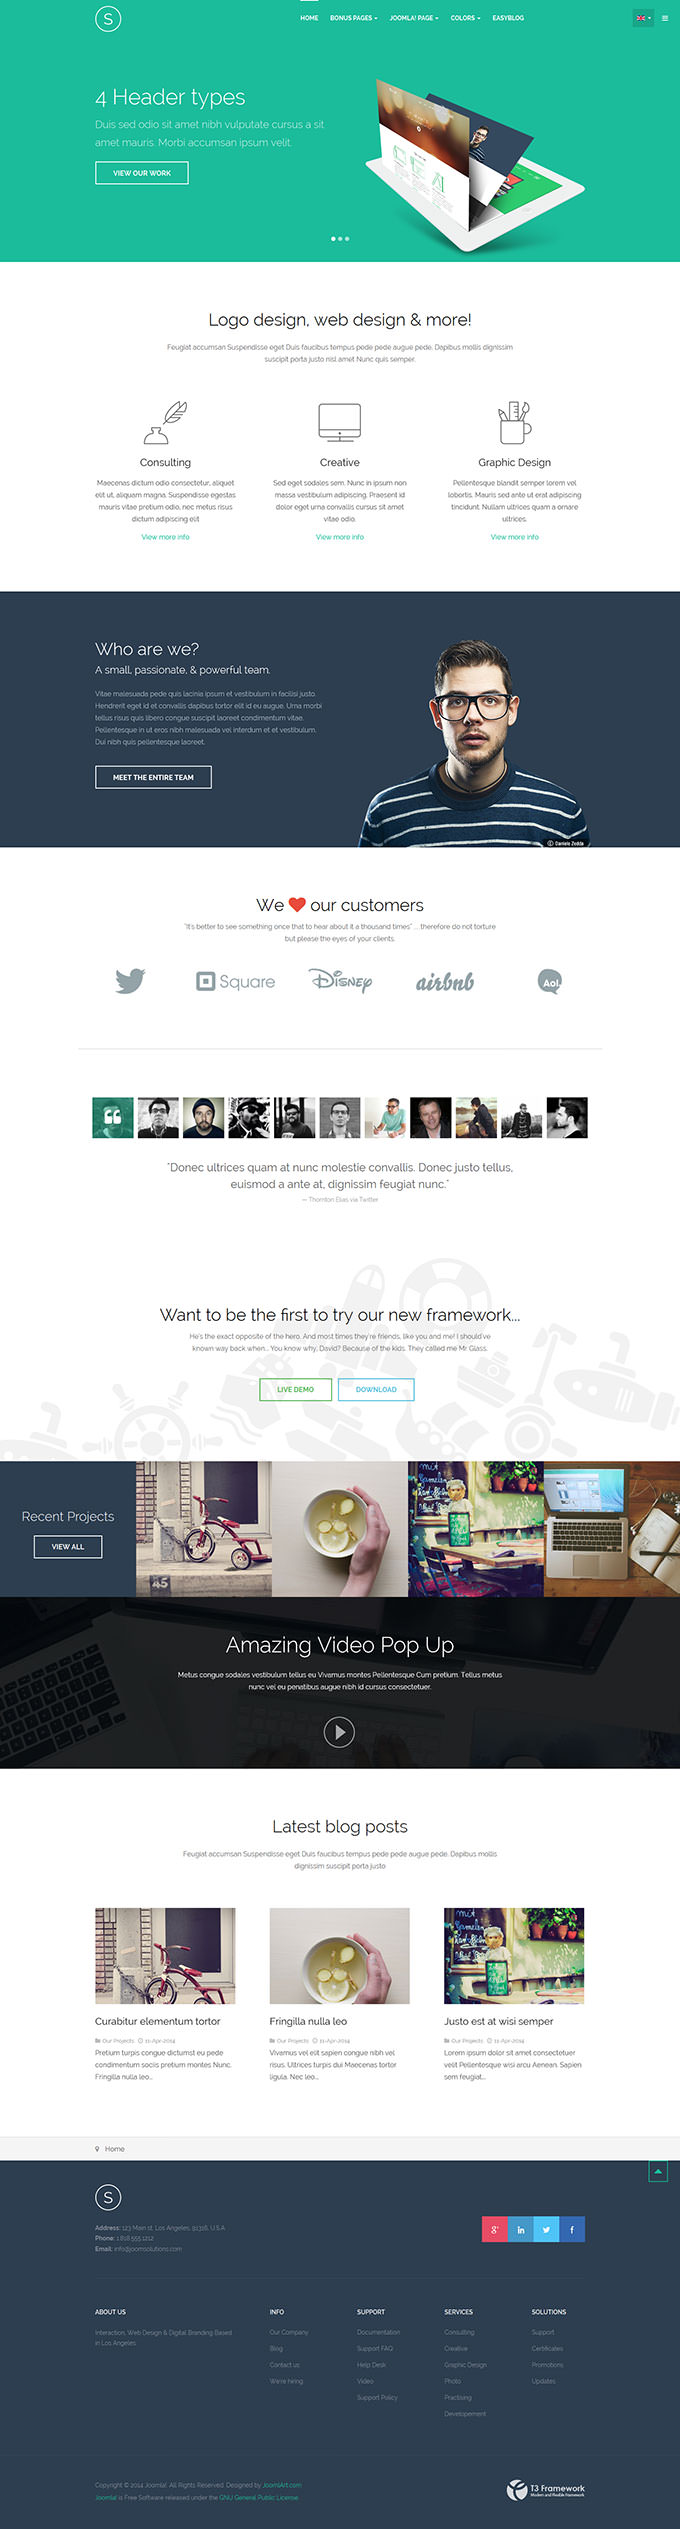 S
HOME BONUS PAGES JOOMLA! PAGE COLORS EASYBLOG
4 Header types
Duis sed odio sit amet nibh vulputate cursus a sit
amet mauris. Morbi accumsan ipsum velit.
VIEW OUR WORK
Logo design, web design & more!
Feugiat accumsan Suspendisse eget Duis faucibus tempus pede pede augue pede. Dapibus mollis dignissim
suscipit porta justo nisl amet Nunc quis semper.
Consulting
Maecenas dictum odio consectetur, aliquet
elit ut, aliquam magna. Suspendisse egestas
mauris vitae pretium odio, nec metus risus
dictum adipiscing elit
View more info
Creative
Sed eget sodales sem. Nunc in ipsum non
massa vestibulum adipiscing. Praesent id
dolor eget urna convallis cursus sit amet
vitae odio.
View more info
Graphic Design
Pellentesque blandit semper lorem vel
lobortis. Mauris sed ante ut erat adipiscing
tincidunt. Nullam ultrices quam a ornare
ultrices.
View more info
Who are we?
A small, passionate, & powerful team.
Vitae malesuada pede quis lacinia ipsum et vestibulum in facilisi justo.
Hendrerit eget id et convallis dapibus tortor elit id eu augue. Urna morbi
tellus risus quis libero congue suscipit laoreet condimentum vitae.
Pellentesque in ut eros nibh malesuada vel interdum et et vestibulum.
Dui nibh quis pellentesque laoreet.
MEET THE ENTIRE TEAM
© Daniele Zedda
We our customers
"It's better to see something once that to hear about it a thousand times" ... therefore do not torture
but please the eyes of your clients.
Square
Disney
airbnb
Aol.
"Donec ultrices quam at nunc molestie convallis. Donec justo tellus,
euismod a ante at, dignissim feugiat nunc."
— Thornton Elias via Twitter
Want to be the first to try our new framework...
He's the exact opposite of the hero. And most times they're friends, like you and me! I should've
known way back when... You know why, David? Because of the kids. They called me Mr Glass.
LIVE DEMO
DOWNLOAD
Recent Projects
VIEW ALL
45
Amazing Video Pop Up
Metus congue sodales vestibulum tellus eu Vivamus montes Pellentesque Cum pretium. Tellus metus
nunc vel eu penatibus augue nibh id cursus consectetuer.
Latest blog posts
Feugiat accumsan Suspendisse eget Duis faucibus tempus pede pede augue pede. Dapibus mollis
dignissim suscipit porta justo
Curabitur elementum tortor
Our Projects 11-Apr-2014
Pretium turpis congue dictumst eu pede
condimentum sociis pretium montes Nunc.
Fringilla nulla leo...
Fringilla nulla leo
Our Projects 11-Apr-2014
Vivamus vel elit sapien congue nibh vel
risus. Ultrices turpis dui Maecenas tortor
ligula. Nec leo...
Justo est at wisi semper
Our Projects 11-Apr-2014
Lorem ipsum dolor sit amet consectetuer
velit Pellentesque wisi arcu Aenean. Sapien
sem feugiat...
Home
S
Address: 123 Main st. Los Angeles, 91316, U.S.A
Phone: 1.818.555.1212
Email: info@joomsolutions.com
g+ in f
ABOUT US
Interaction, Web Design & Digital Branding Based
in Los Angeles
INFO
Our Company
Blog
Contact us
We're hiring
SUPPORT
Documentation
Support FAQ
Help Desk
Video
Support Policy
SERVICES
Consulting
Creative
Graphic Design
Photo
Practising
Developement
SOLUTIONS
Support
Certificates
Promotions
Updates
Copyright © 2014 Joomla!. All Rights Reserved. Designed by JoomlArt.com
Joomla! is Free Software released under the GNU General Public License.
T3 Framework
Modern and Flexible Framework